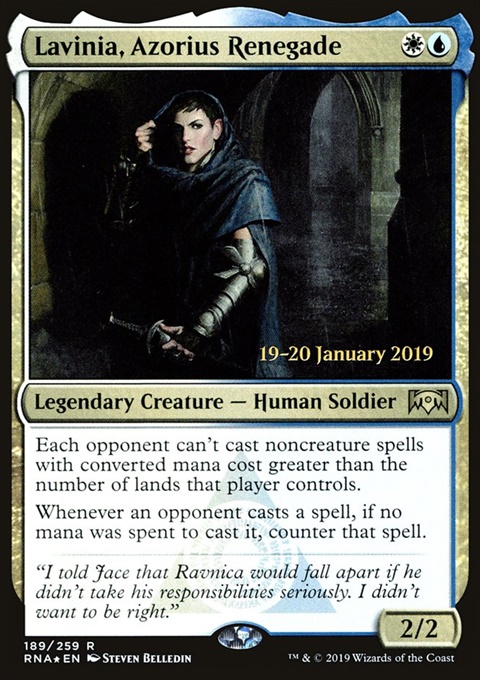 Lavinia, Azorius Renegade
19–20 January 2019
Legendary Creature — Human Soldier
Each opponent can't cast noncreature spells
with converted mana cost greater than the
number of lands that player controls.
Whenever an opponent casts a spell, if no
mana was spent to cast it, counter that spell.
"I told Jace that Ravnica would fall apart if he
didn't take his responsibilities seriously. I didn't
want to be right."
2/2
189/259 R
RNA★EN Steven Belledin
™ & © 2019 Wizards of the Coast